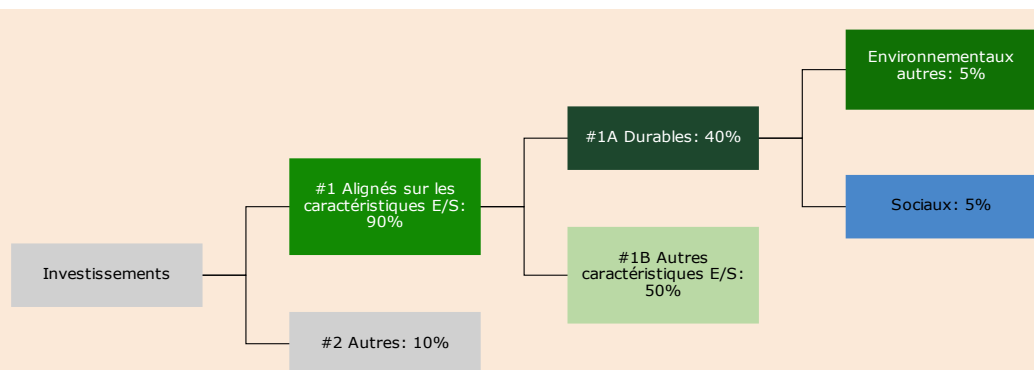 Investissements
#1 Alignés sur les
caractéristiques E/S:
90%
#2 Autres: 10%
#1A Durables: 40%
#1B Autres
caractéristiques E/S:
50%
Environnementaux
autres: 5%
Sociaux: 5%